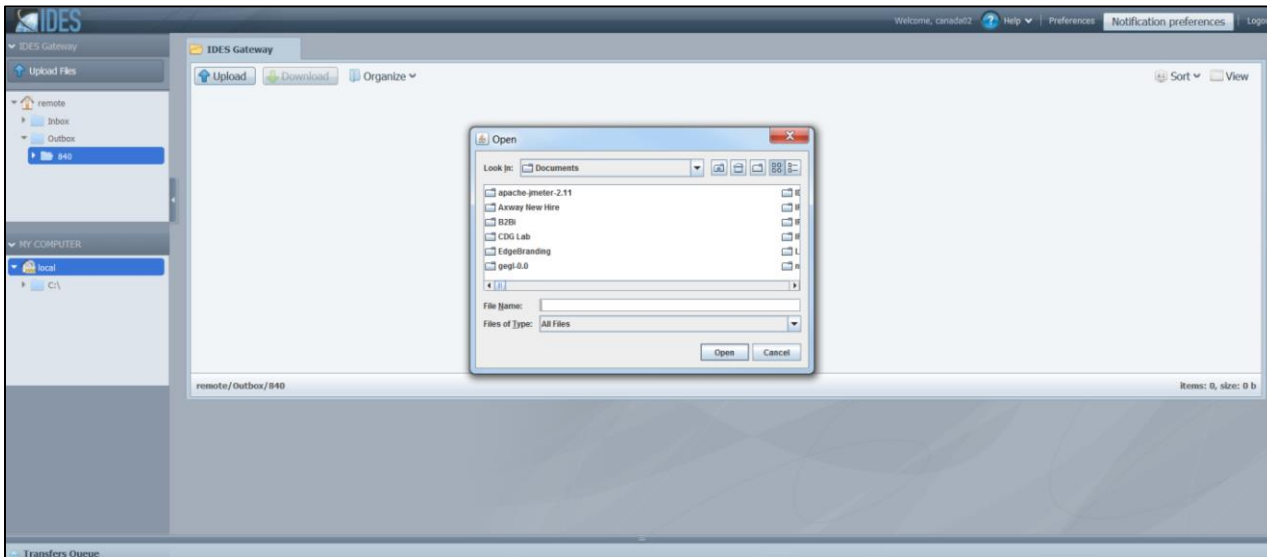 IDES
Welcome, canada02 Help Preferences Notification preferences
IDES Gateway
Upload Files
remote
Inbox
Outbox
840
MY COMPUTER
local
C:\
IDES Gateway
Upload Download Organize Sort View
Open
Look In: Documents
apache-jmeter-2.11
Axway New Hire
B2Bi
CDG Lab
EdgeBranding
gegl-0.0
File Name:
Files of Type: All Files
Open Cancel
remote/Outbox/840 Items: 0, size: 0 b
Transfers Queue